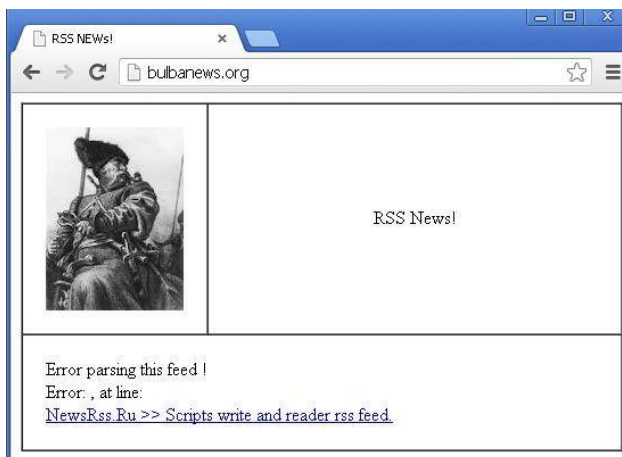 RSS NEWs!
bulbanews.org
RSS News!
Error parsing this feed !
Error: , at line:
NewsRss.Ru >> Scripts write and reader rss feed.